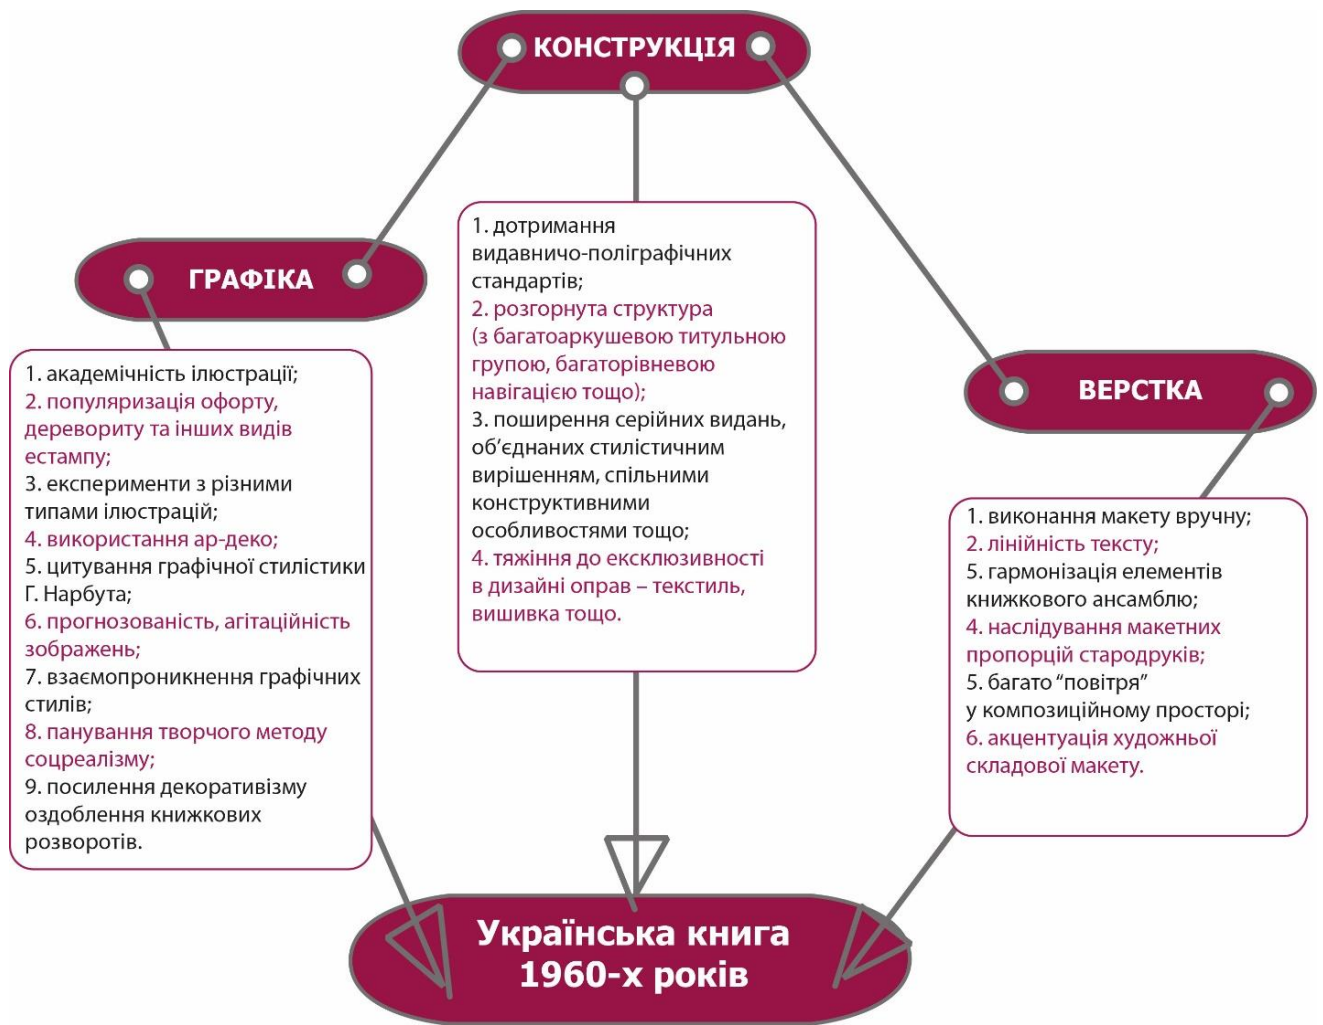 КОНСТРУКЦІЯ
ГРАФІКА
1. академічність ілюстрації;
2. популяризація офорту,
дереворити та інших видів
естампу;
3. експерименти з різними
типами ілюстрацій;
4. використання ар-деко;
5. цитування графічної стилістики
Г. Нарбута;
6. прогнозованість, агітаційність
зображень;
7. взаємопроникнення графічних
стилів;
8. панування творчого методу
соцреалізму;
9. посилення декоративізму
оздоблення книжкових
розворотів.
1. дотримання
видавничо-поліграфічних
стандартів;
2. розгорнута структура
(з багатоаркушевою титульною
групою, багаторівневою
навігацією тощо);
3. поширення серійних видань,
об’єднаних стилістичним
вирішенням, спільними
конструктивними
особливостями тощо;
4. тяжіння до ексклюзивності
в дизайні оправ – текстиль,
вишивка тощо.
ВЕРСТКА
1. виконання макету вручну;
2. лінійність тексту;
5. гармонізація елементів
книжкового ансамблю;
4. наслідування макетних
пропорцій стародруків;
5. багато “повітря”
у композиційному просторі;
6. акцентуація художньої
складової макету.
Українська книга
1960-х років